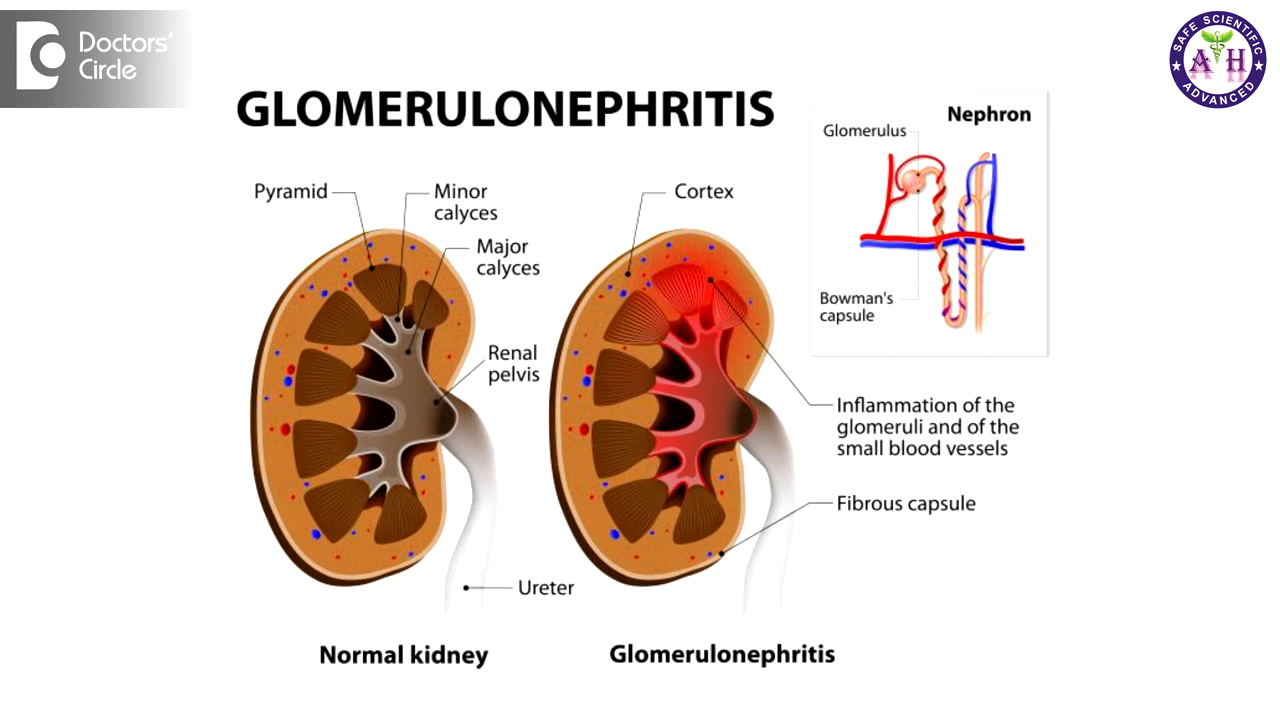 Doctors'
Circle
SAFE SCIENTIFIC
A H
ADVANCED
GLOMERULONEPHRITIS
Nephron
Glomerulus
Bowman's
capsule
Pyramid
Minor
calyces
Major
calyces
Renal
pelvis
Cortex
Inflammation of the
glomeruli and of the
small blood vessels
Fibrous capsule
Ureter
Normal kidney
Glomerulonephritis